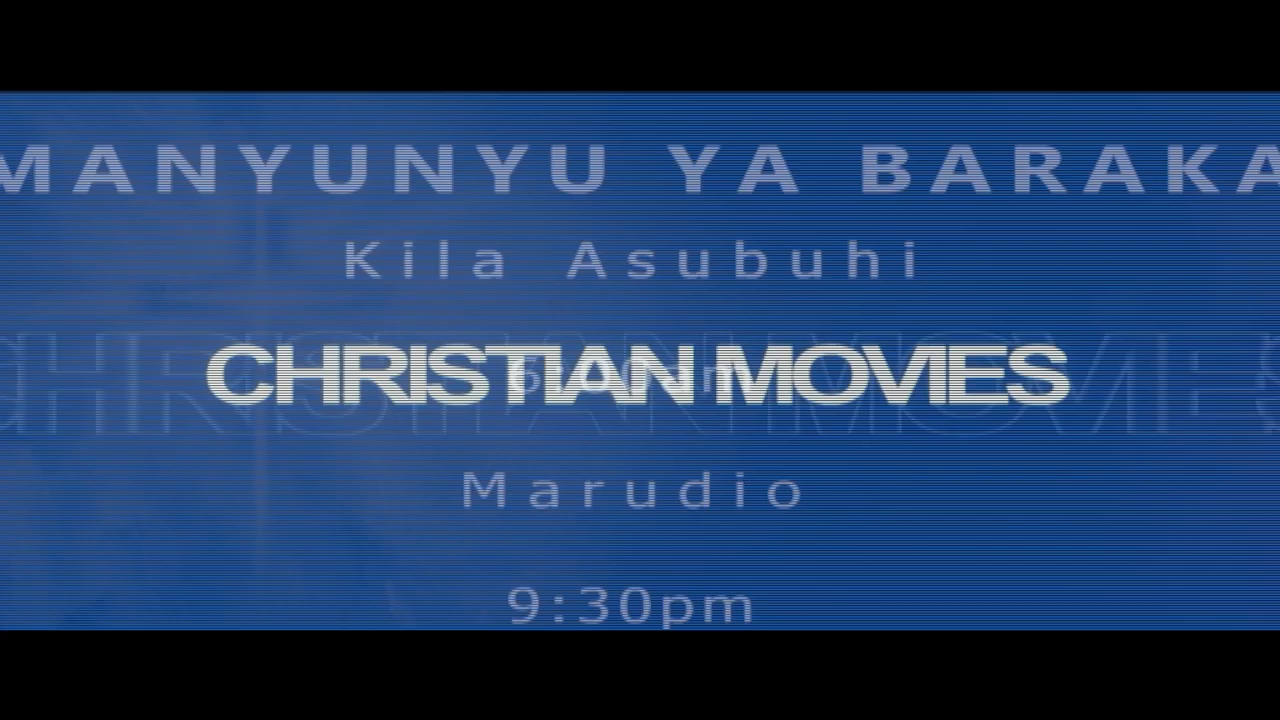 MANYUNYU YA BARAKA
Kila Asubuhi
CHRISTIAN MOVIES
Marudio
9:30pm